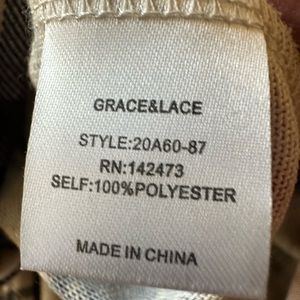 GRACE&LACE
STYLE:20A60-87
RN:142473
SELF:100%POLYESTER
MADE IN CHINA